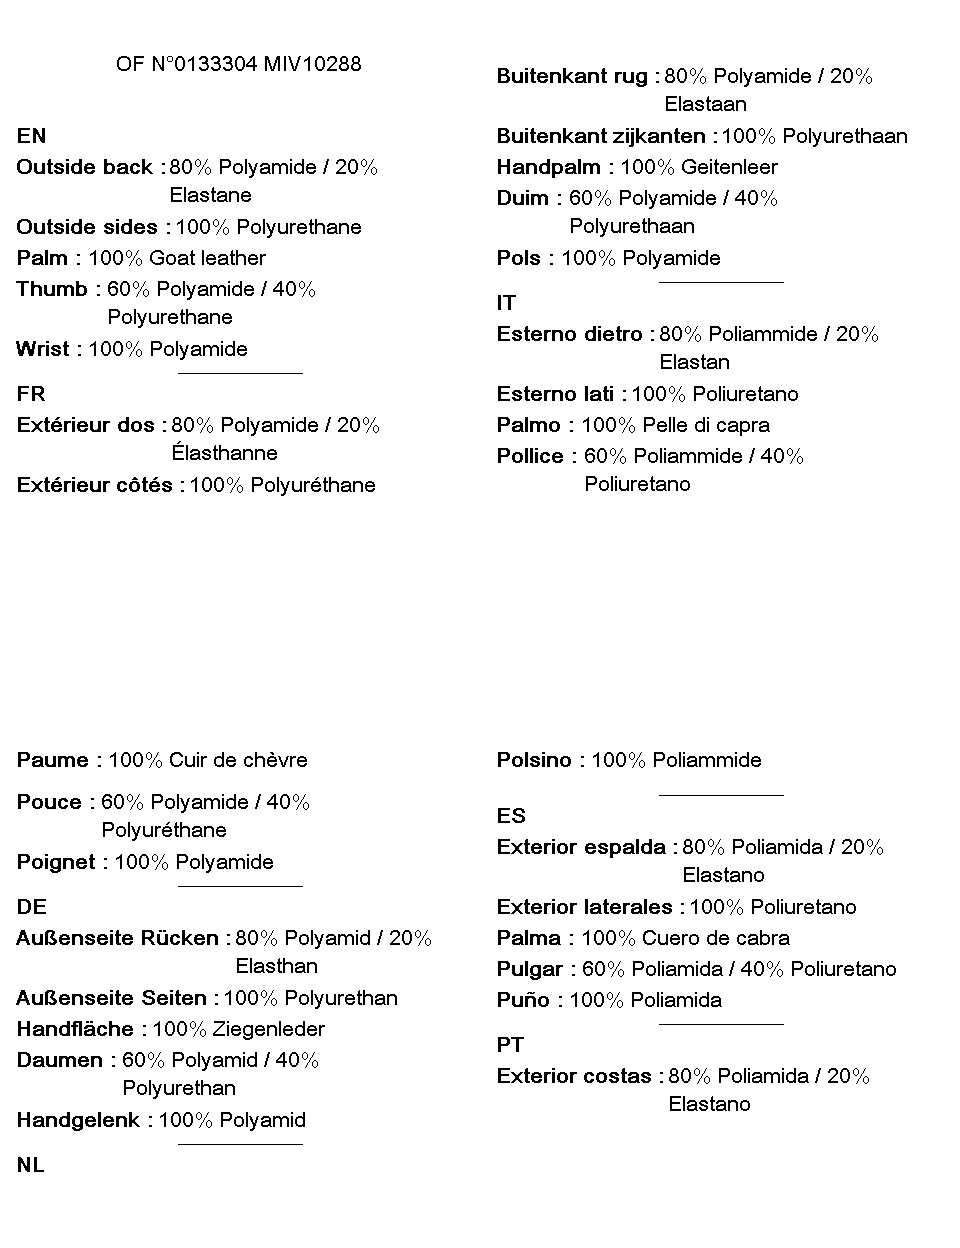 OF N°0133304 MIV10288
EN
Outside back : 80% Polyamide / 20%
Elastane
Outside sides : 100% Polyurethane
Palm : 100% Goat leather
Thumb : 60% Polyamide / 40%
Polyurethane
Wrist : 100% Polyamide
FR
Extérieur dos : 80% Polyamide / 20%
Élasthanne
Extérieur côtés : 100% Polyuréthane
Paume : 100% Cuir de chèvre
Pouce : 60% Polyamide / 40%
Polyuréthane
Poignet : 100% Polyamide
DE
Außenseite Rücken : 80% Polyamid / 20%
Elasthan
Außenseite Seiten : 100% Polyurethan
Handfläche : 100% Ziegenleder
Daumen : 60% Polyamid / 40%
Polyurethan
Handgelenk : 100% Polyamid
NL
Buitenkant rug : 80% Polyamide / 20%
Elastaan
Buitenkant zijkanten : 100% Polyurethaan
Handpalm : 100% Geitenleer
Duim : 60% Polyamide / 40%
Polyurethaan
Pols : 100% Polyamide
IT
Esterno dietro : 80% Poliammide / 20%
Elastan
Esterno lati : 100% Poliuretano
Palmo : 100% Pelle di capra
Pollice : 60% Poliammide / 40%
Poliuretano
Polsino : 100% Poliammide
ES
Exterior espalda : 80% Poliamida / 20%
Elastano
Exterior laterales : 100% Poliuretano
Palma : 100% Cuero de cabra
Pulgar : 60% Poliamida / 40% Poliuretano
Puño : 100% Poliamida
PT
Exterior costas : 80% Poliamida / 20%
Elastano